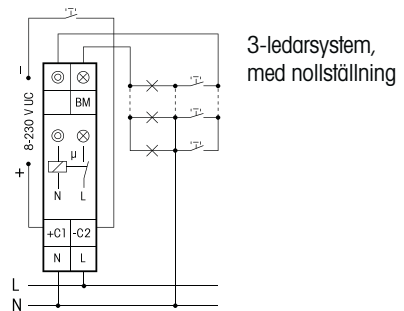 3-ledarsystem,
med nollställning
8-230 V UC
–
+
BM
μ
N L
+C1 -C2
N L
L
N